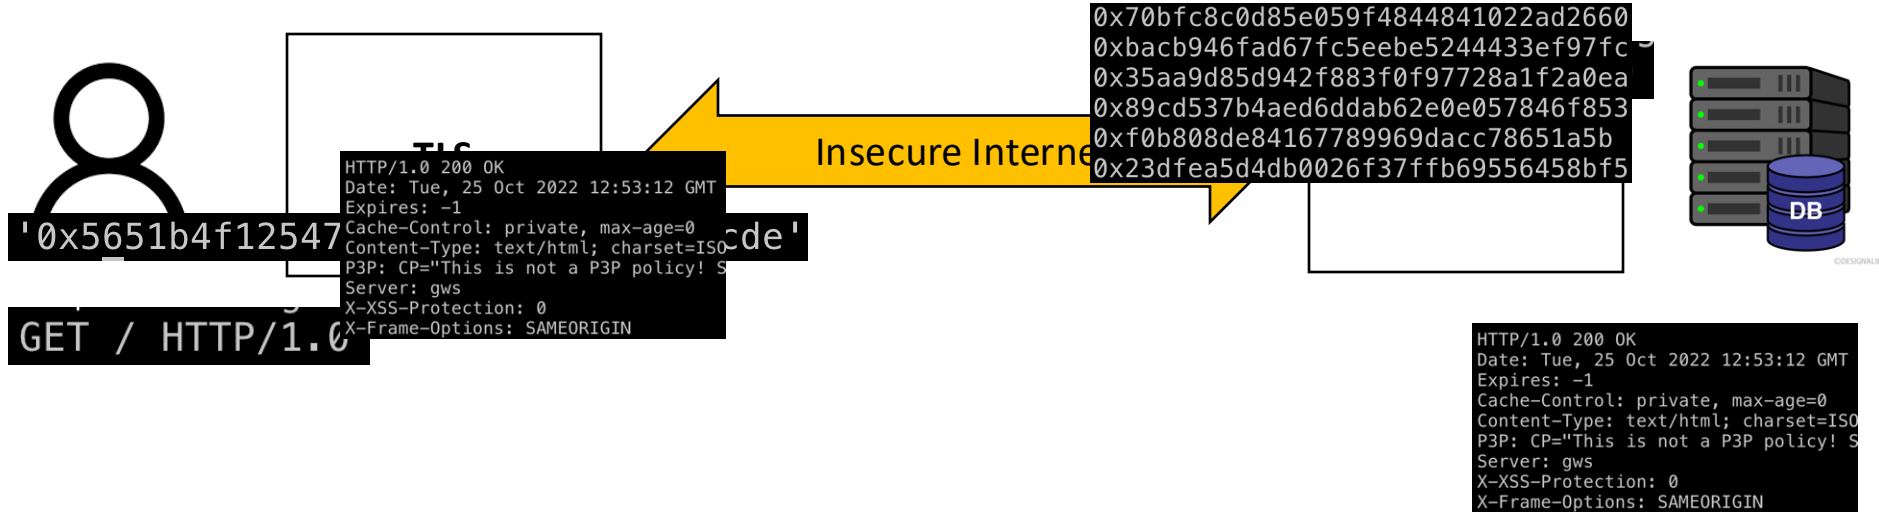 0x70bfc8c0d85e059f4844841022ad2660
0xbacb946fad67fc5eebe5244433ef97fc
0x35aa9d85d942f883f0f97728a1f2a0ea
0x89cd537b4aed6ddab62e0e057846f853
0xf0b808de84167789969dacc78651a5b
0x23dfea5d4db0026f37ffb69556458bf5
TLS
Insecure Interne
HTTP/1.0 200 OK
Date: Tue, 25 Oct 2022 12:53:12 GMT
Expires: -1
Cache-Control: private, max-age=0
Content-Type: text/html; charset=ISO
P3P: CP="This is not a P3P policy! S
Server: gws
X-XSS-Protection: 0
X-Frame-Options: SAMEORIGIN
'0x5651b4f12547
cde'
GET / HTTP/1.0
DB
©DESIGNALI
HTTP/1.0 200 OK
Date: Tue, 25 Oct 2022 12:53:12 GMT
Expires: -1
Cache-Control: private, max-age=0
Content-Type: text/html; charset=ISO
P3P: CP="This is not a P3P policy! S
Server: gws
X-XSS-Protection: 0
X-Frame-Options: SAMEORIGIN